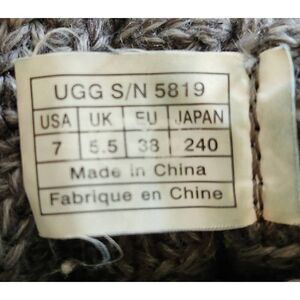 UGG S/N 5819
USA UK EU JAPAN
7 5.5 38 240
Made in China
Fabrique en Chine